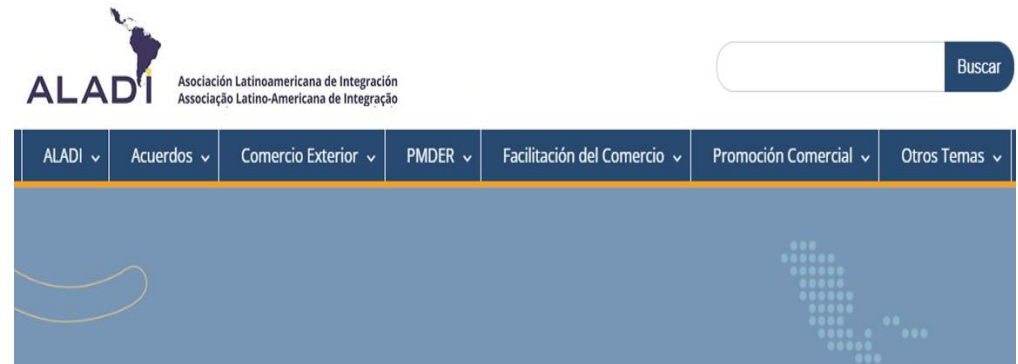 ALADI
Asociación Latinoamericana de Integración
Associação Latino-Americana de Integração
Buscar
ALADI Acuerdos Comercio Exterior PMDER Facilitación del Comercio Promoción Comercial Otros Temas